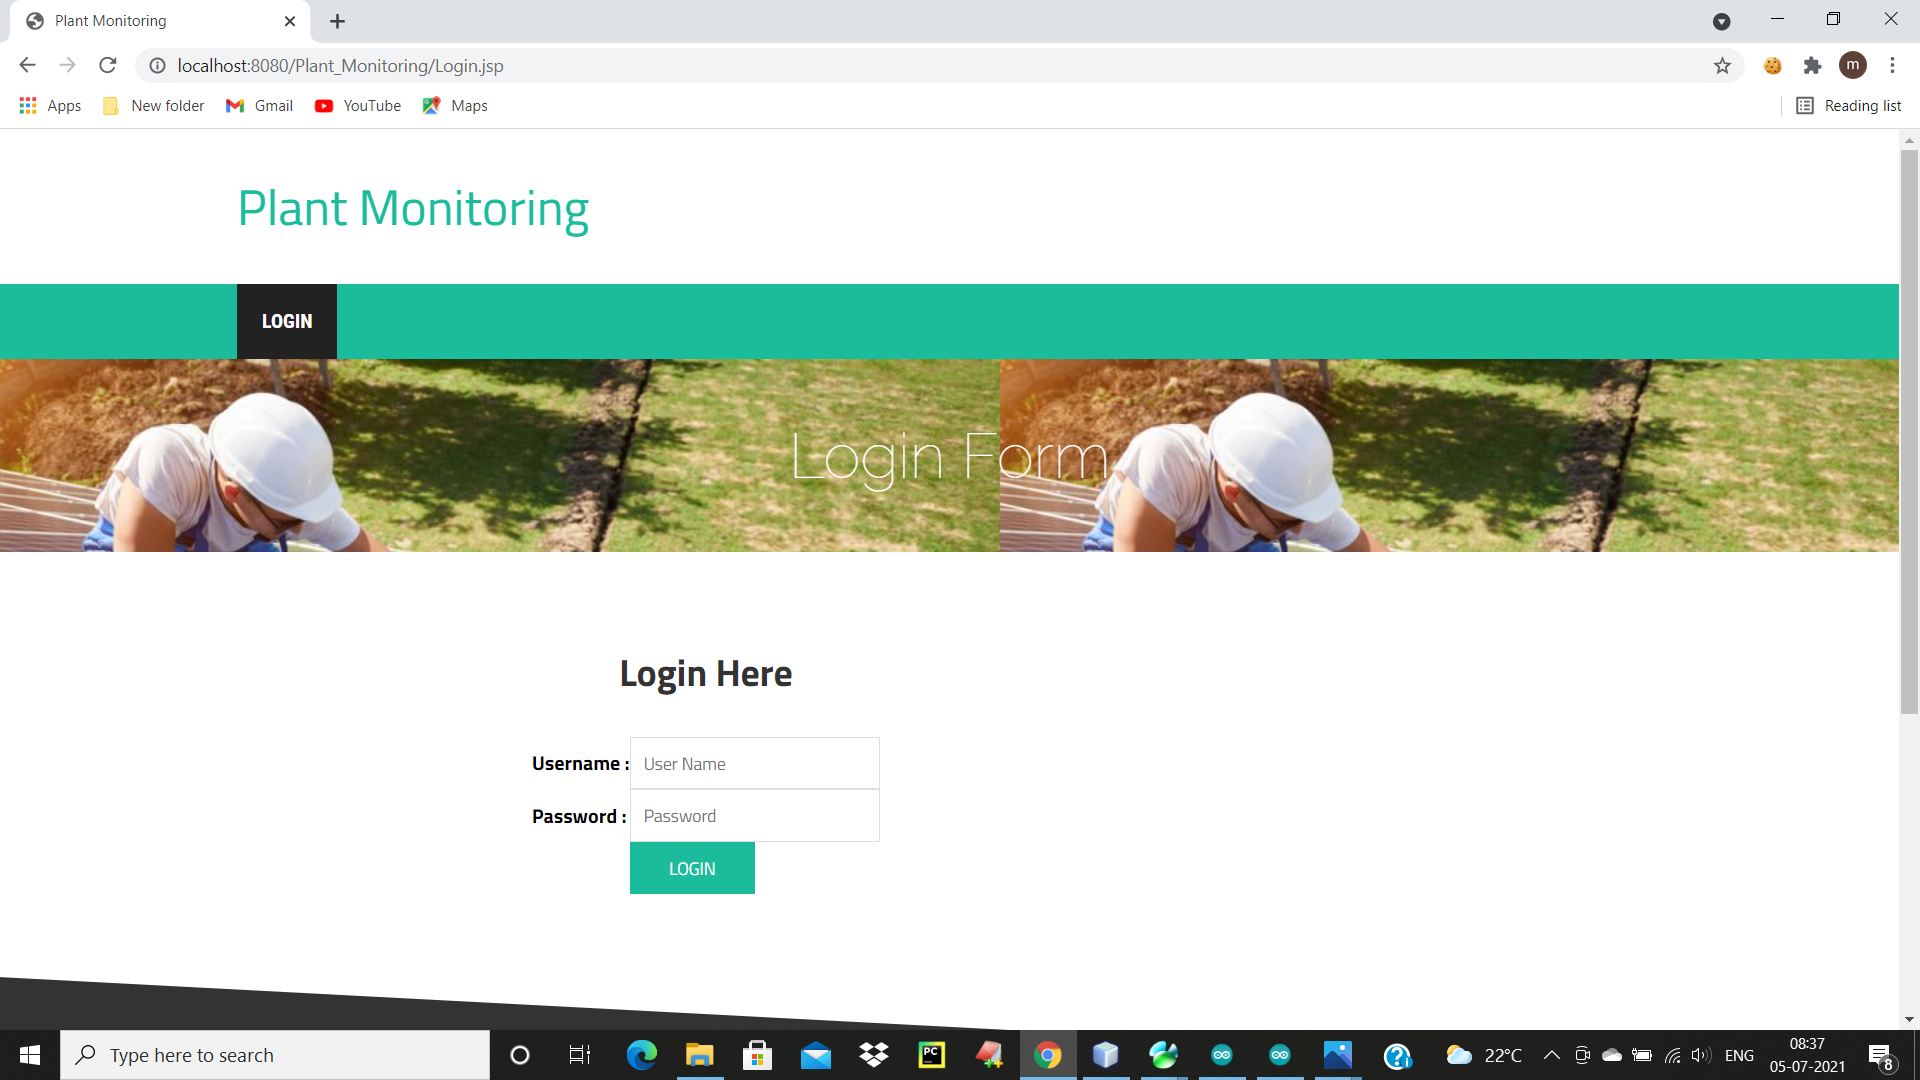 Plant Monitoring
localhost:8080/Plant_Monitoring/Login.jsp
m
Apps New folder Gmail YouTube Maps Reading list
Plant Monitoring
LOGIN
Login Form
Login Here
Username : User Name
Password : Password
LOGIN
Type here to search PC 22°C ENG 08:37
05-07-2021 8